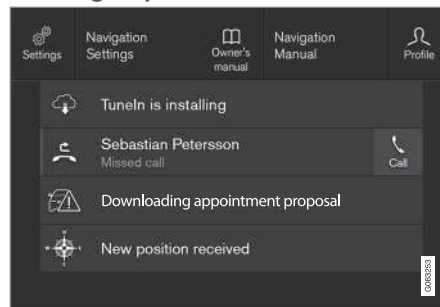 Settings
Navigation
Settings
Owner's
manual
Navigation
Manual
Profile
TuneIn is installing
Sebastian Petersson
Missed call
Call
Downloading appointment proposal
New position received
G063253